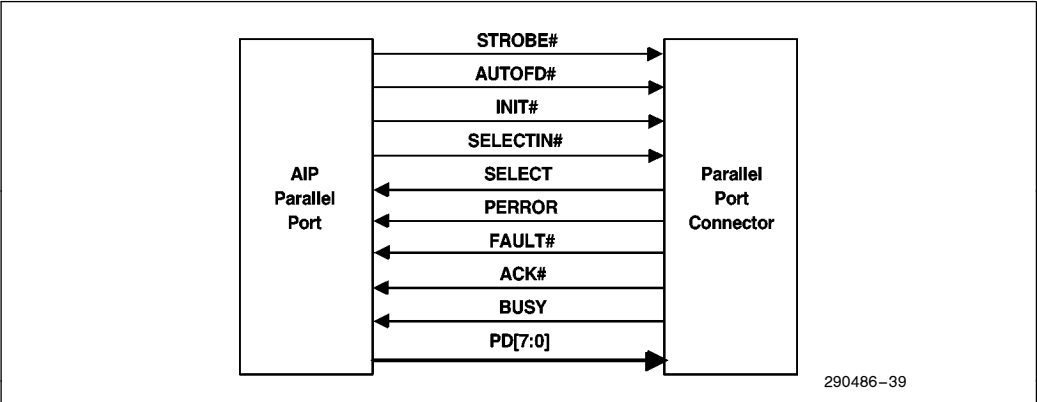 STROBE#
AUTOFD#
INIT#
SELECTIN#
SELECT
PERROR
FAULT#
ACK#
BUSY
PD[7:0]
AIP
Parallel
Port
Parallel
Port
Connector
290486–39